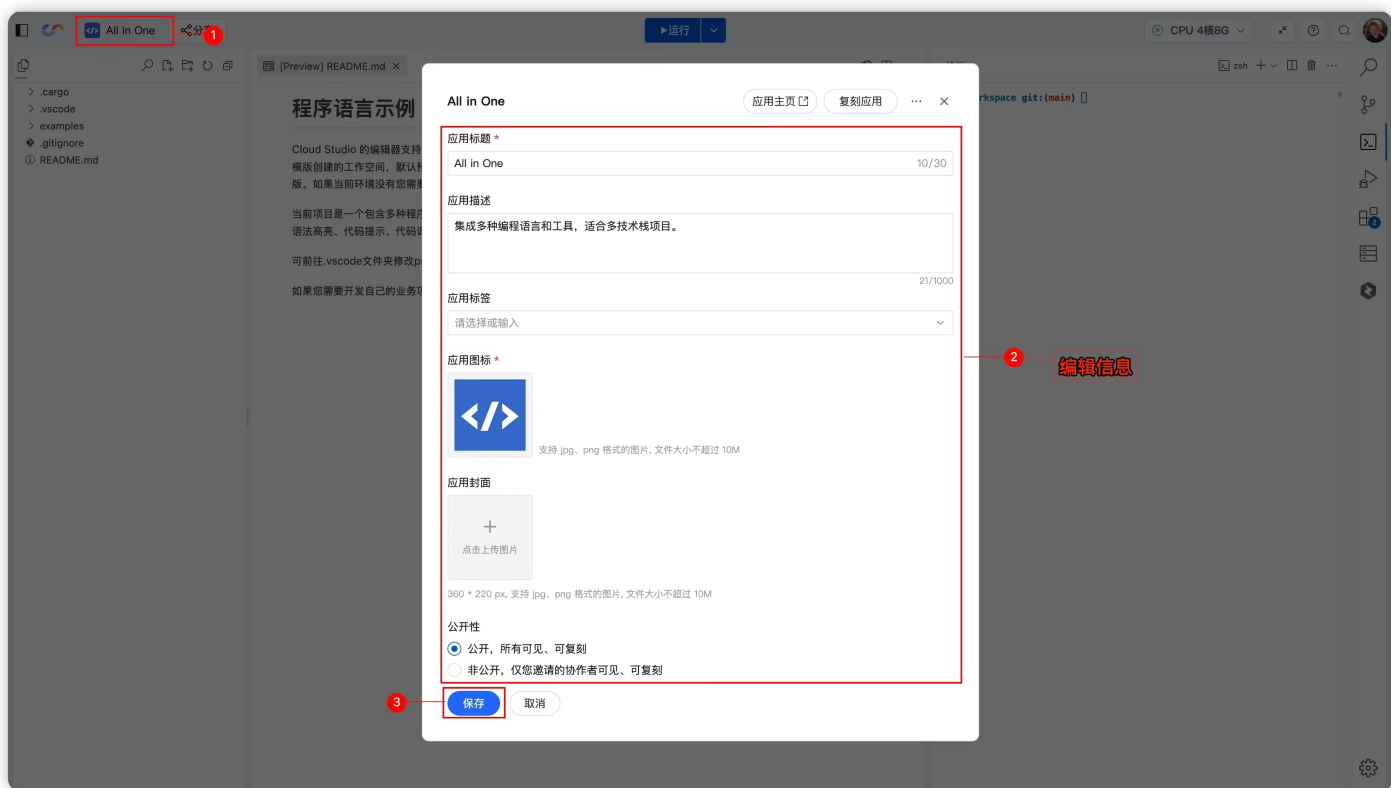 All in One
分
1
运行
CPU 4核8G
[Preview] README.md
zsh
.cargo
.vscode
examples
.gitignore
README.md
程序语言示例
Cloud Studio 的编辑器支持
模版创建的工作空间，默认
版。如果当前环境没有您需
当前项目是一个包含多种程
语法高亮、代码提示、代码
可前往.vscode文件夹修改
如果您需要开发自己的业务
rkspace git:(main)
2
All in One
应用主页
复刻应用
应用标题 *
All in One
10/30
应用描述
集成多种编程语言和工具，适合多技术栈项目。
21/1000
应用标签
请选择或输入
应用图标 *
</>
支持 jpg、png 格式的图片, 文件大小不超过 10M
应用封面
点击上传图片
360 * 220 px, 支持 jpg、png 格式的图片, 文件大小不超过 10M
公开性
公开，所有可见、可复刻
非公开，仅您邀请的协作者可见、可复刻
2
编辑信息
3
保存
取消